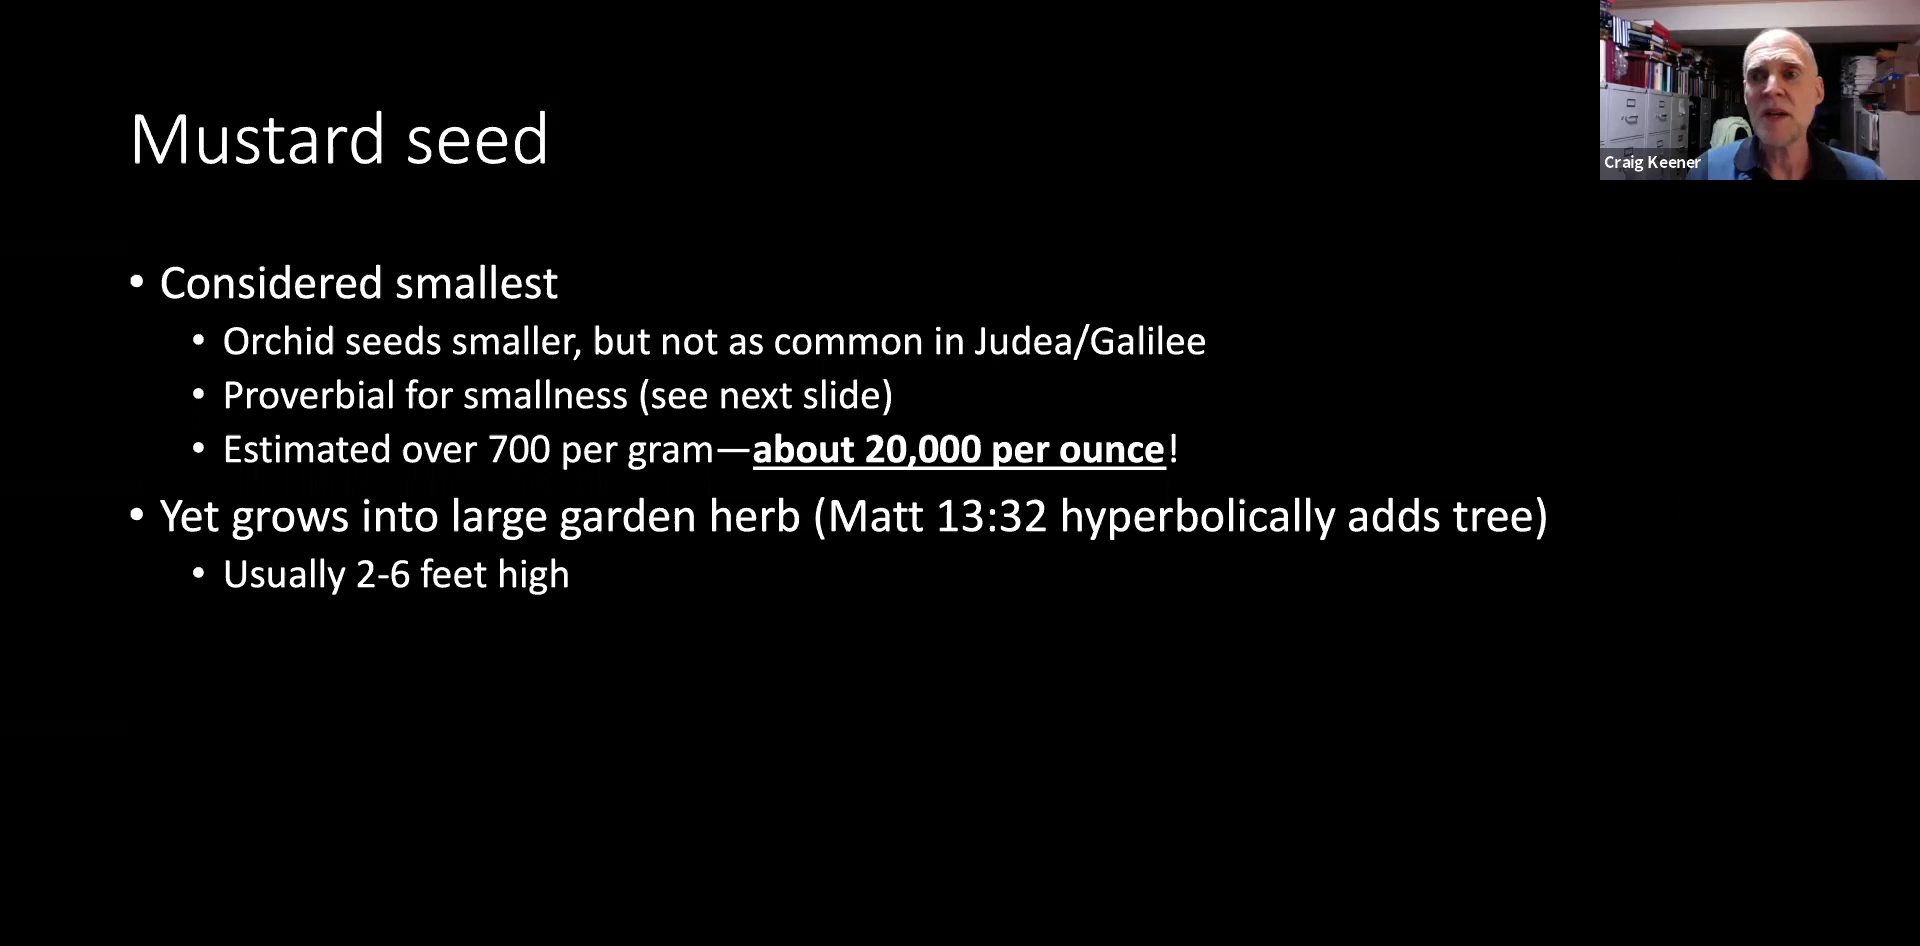 Mustard seed
Craig Keener
• Considered smallest
• Orchid seeds smaller, but not as common in Judea/Galilee
• Proverbial for smallness (see next slide)
• Estimated over 700 per gram—about 20,000 per ounce!
• Yet grows into large garden herb (Matt 13:32 hyperbolically adds tree)
• Usually 2-6 feet high